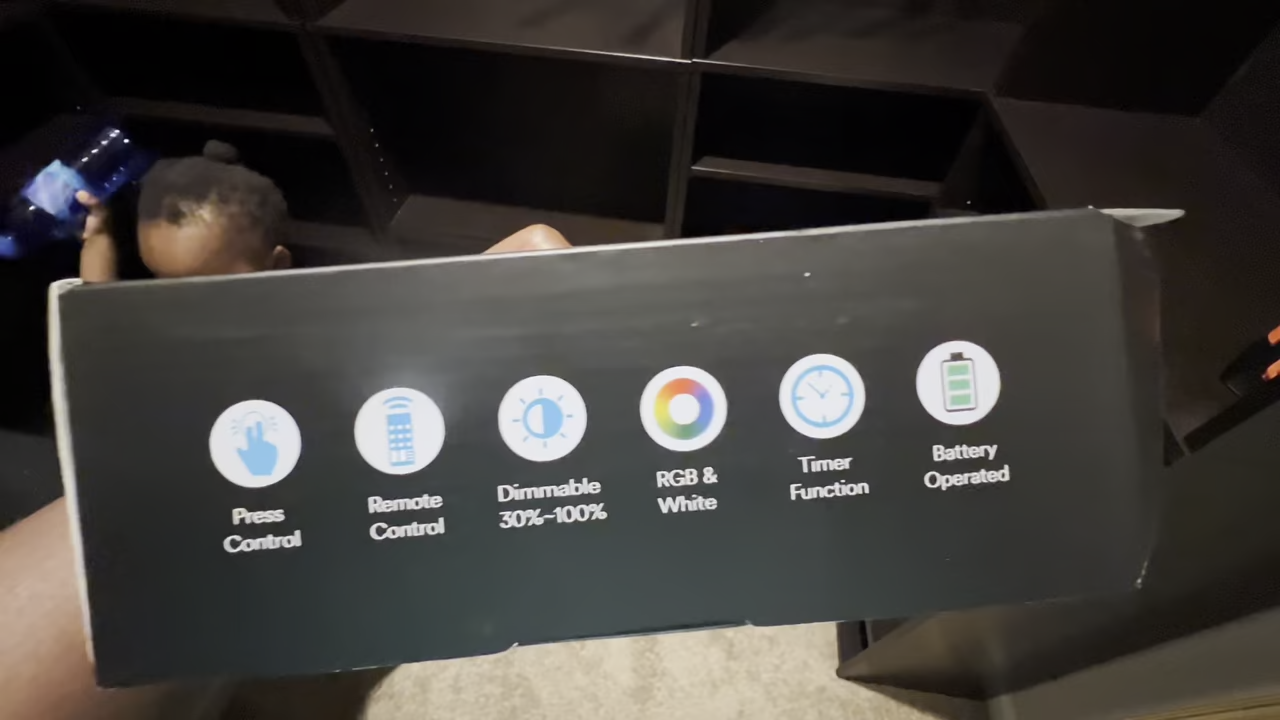 Press
Control
Remote
Control
Dimmable
30%~100%
RGB &
White
Timer
Function
Battery
Operated